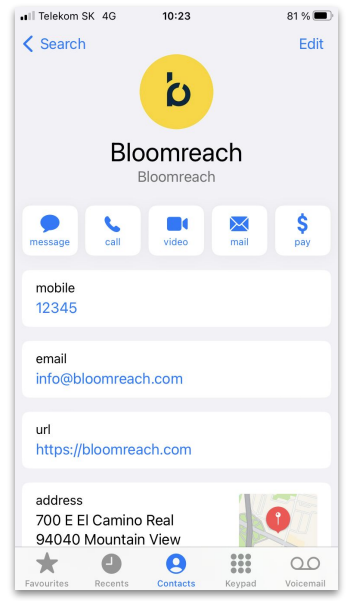 Telekom SK 4G 10:23 81 %
Search Edit
Bloomreach
Bloomreach
message call video mail pay
mobile
12345
email
info@bloomreach.com
url
https://bloomreach.com
address
700 E El Camino Real
94040 Mountain View
Favourites Recents Contacts Keypad Voicemail